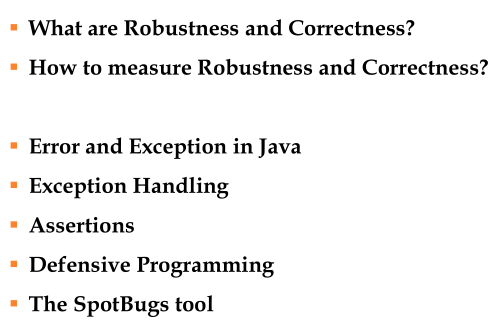 ▪ What are Robustness and Correctness?
▪ How to measure Robustness and Correctness?
▪ Error and Exception in Java
▪ Exception Handling
▪ Assertions
▪ Defensive Programming
▪ The SpotBugs tool